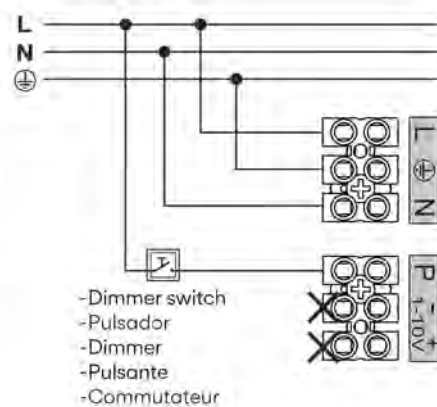 L
N
L ⏚ N
P - +
1-10V
-Dimmer switch
-Pulsador
-Dimmer
-Pulsante
-Commutateur